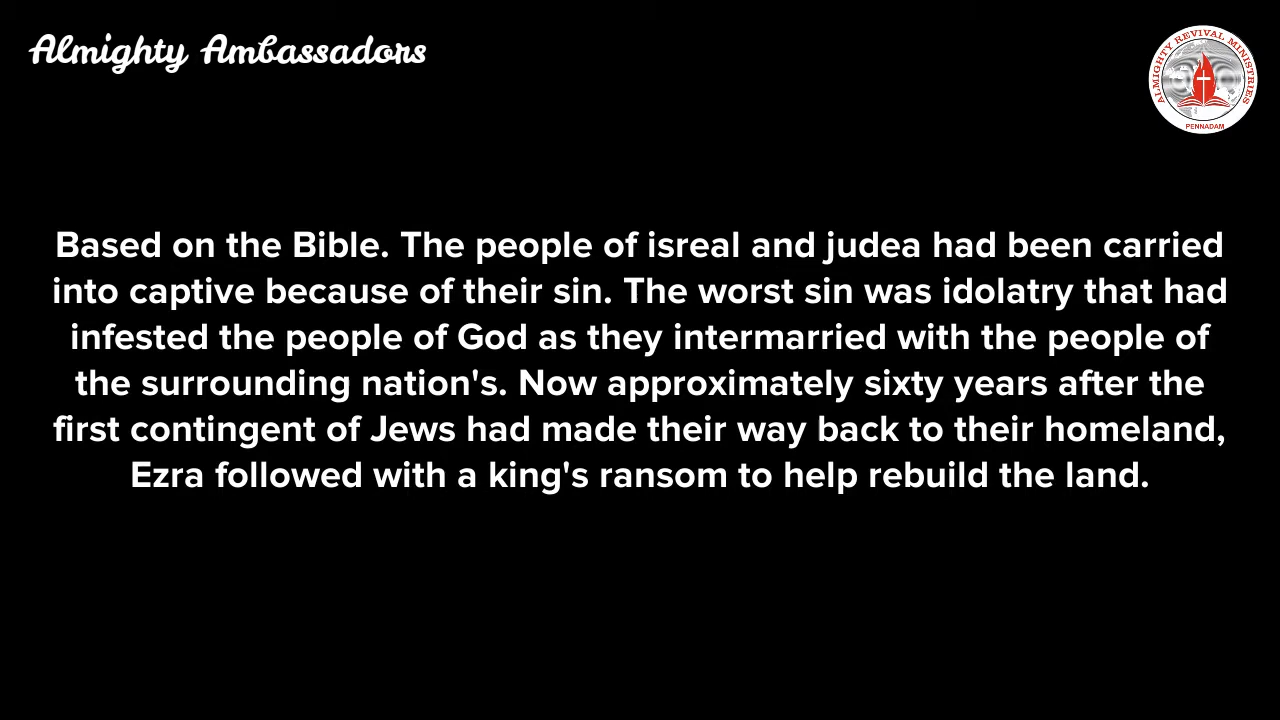 Almighty Ambassadors
ALMIGHTY REVIVAL MINISTRIES
PENNADAM
Based on the Bible. The people of isreal and judea had been carried
into captive because of their sin. The worst sin was idolatry that had
infested the people of God as they intermarried with the people of
the surrounding nation's. Now approximately sixty years after the
first contingent of Jews had made their way back to their homeland,
Ezra followed with a king's ransom to help rebuild the land.